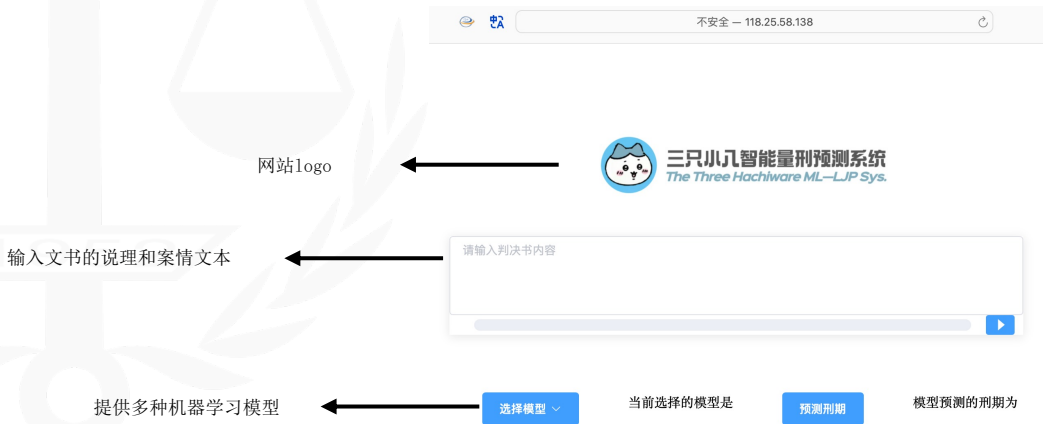 不安全 — 118.25.58.138
网站logo
三只小八智能量刑预测系统
The Three Hachiware ML—LJP Sys.
输入文书的说理和案情文本
请输入判决书内容
提供多种机器学习模型
选择模型
当前选择的模型是
预测刑期
模型预测的刑期为